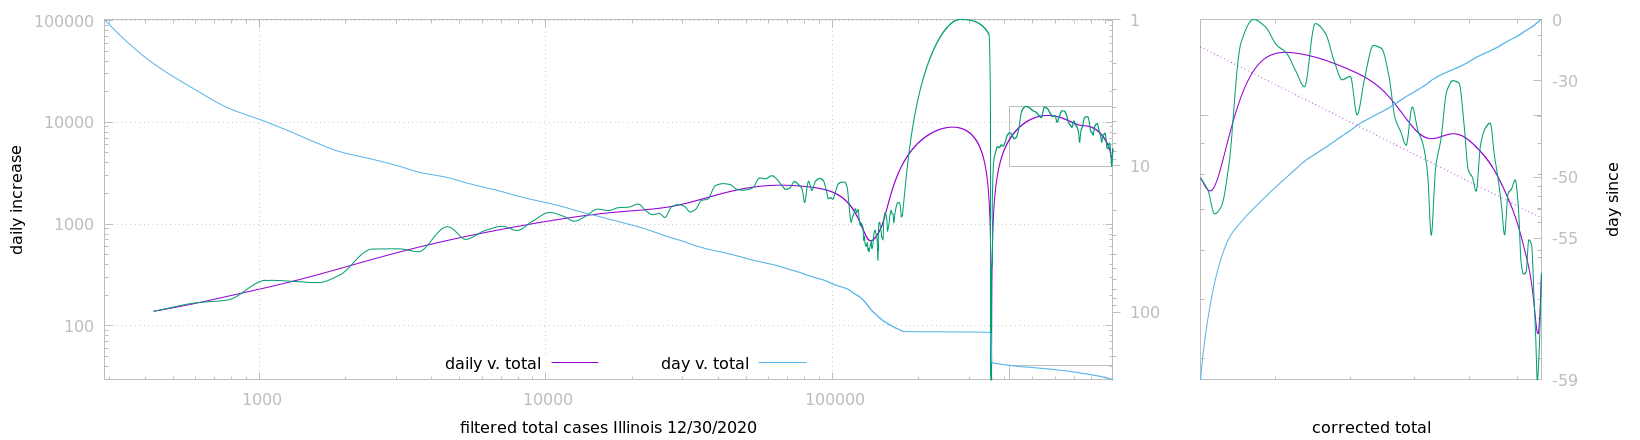 100000
10000
1000
100
daily increase
1000
10000
100000
filtered total cases Illinois 12/30/2020
daily v. total
day v. total
1
10
100
0
-30
-50
-55
-59
day since
corrected total